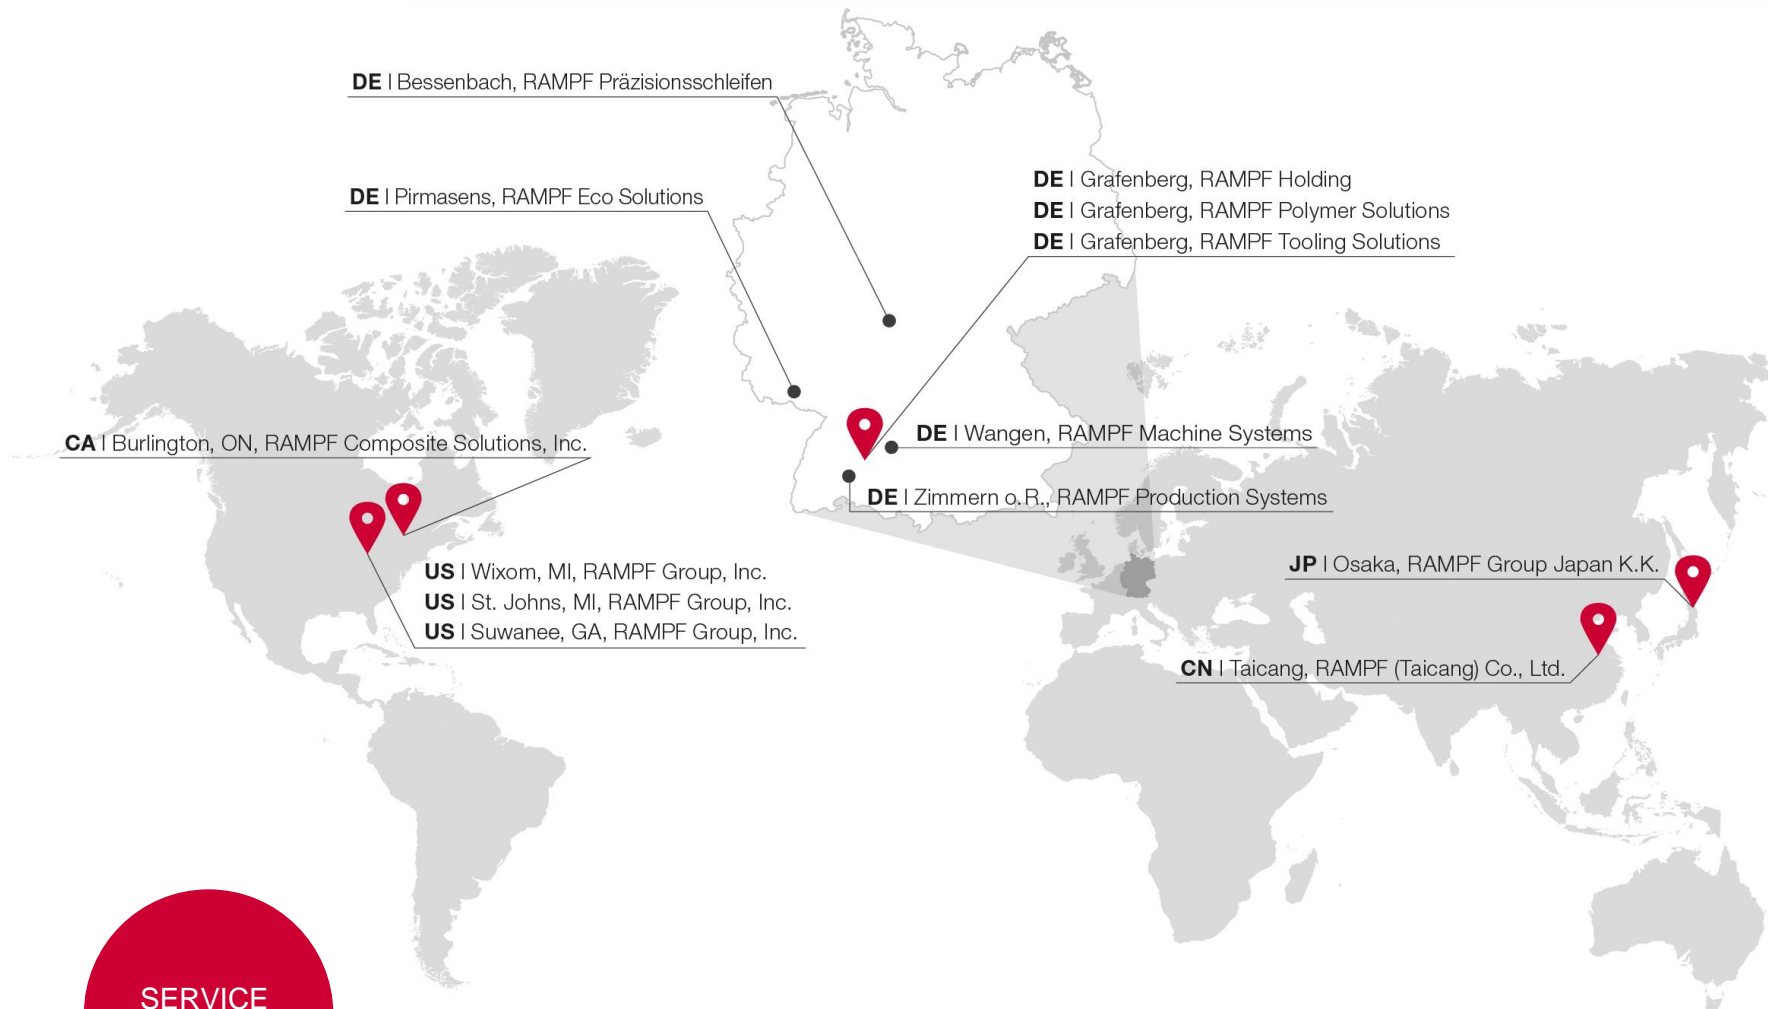 DE | Bessenbach, RAMPF Präzisionsschleifen
DE | Pirmasens, RAMPF Eco Solutions
DE | Grafenberg, RAMPF Holding
DE | Grafenberg, RAMPF Polymer Solutions
DE | Grafenberg, RAMPF Tooling Solutions
CA | Burlington, ON, RAMPF Composite Solutions, Inc.
DE | Wangen, RAMPF Machine Systems
DE | Zimmern o.R., RAMPF Production Systems
US | Wixom, MI, RAMPF Group, Inc.
US | St. Johns, MI, RAMPF Group, Inc.
US | Suwanee, GA, RAMPF Group, Inc.
JP | Osaka, RAMPF Group Japan K.K.
CN | Taicang, RAMPF (Taicang) Co., Ltd.
SERVICE